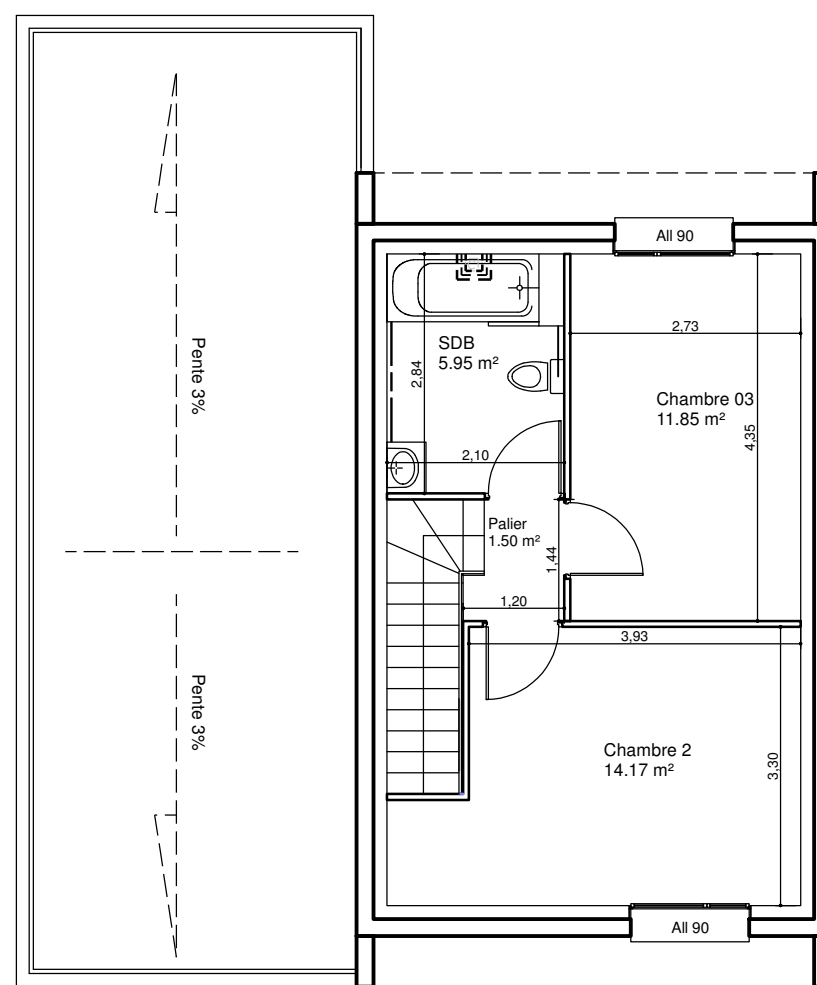 All 90
2,73
SDB
5.95 m²
Pente 3%
2,84
Chambre 03
11.85 m²
4,35
2,10
Palier
1.50 m²
1,44
1,20
3,93
Pente 3%
Chambre 2
14.17 m²
3,30
All 90